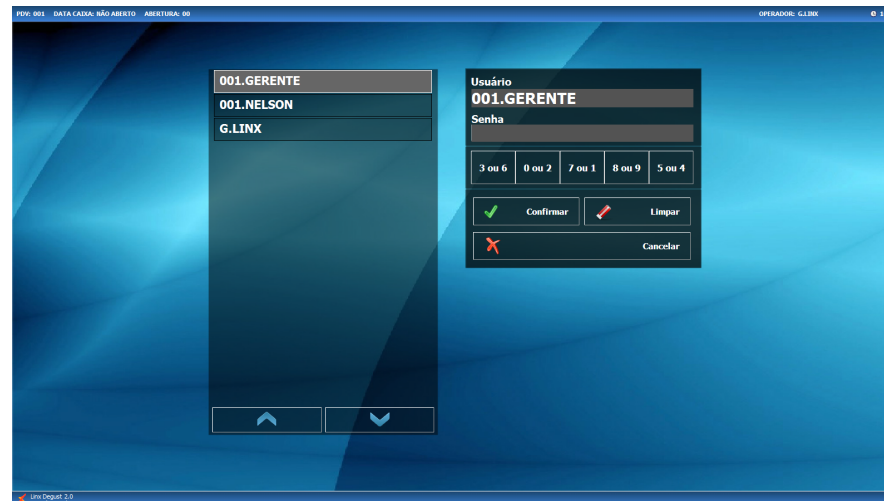 PDV: 001 DATA CAIXA: NÃO ABERTO ABERTURA: 00 OPERADOR: G.LINX
001.GERENTE
001.NELSON
G.LINX
Usuário
001.GERENTE
Senha
3 ou 6 0 ou 2 7 ou 1 8 ou 9 5 ou 4
Confirmar Limpar
Cancelar
Linx Degust 2.0